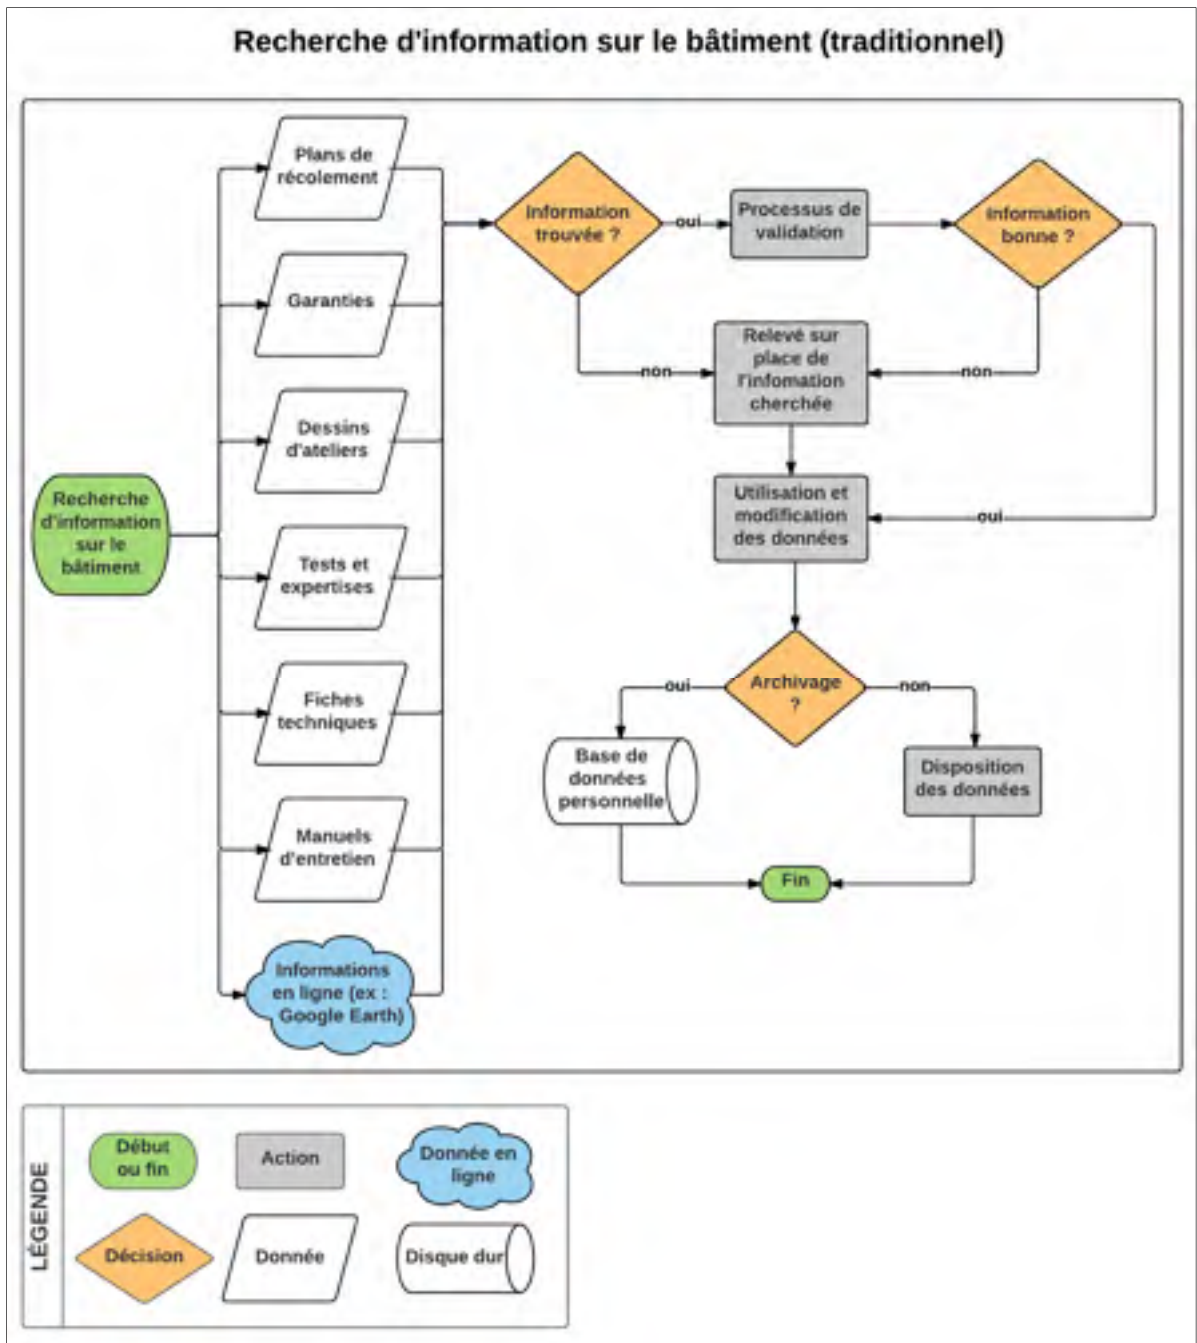 Recherche d'information sur le bâtiment (traditionnel)
Plans de
récolement
Garanties
Dessins
d'ateliers
Recherche
d'information
sur le
bâtiment
Tests et
expertises
Fiches
techniques
Manuels
d'entretien
Informations
en ligne (ex :
Google Earth)
Information
trouvée ?
oui
Processus de
validation
Information
bonne ?
non
Relevé sur
place de
l'infomation
cherchée
non
Utilisation et
modification
des données
oui
Archivage
?
oui
non
Base de
données
personnelle
Disposition
des données
Fin
LÉGENDE
Début
ou fin
Action
Donnée en
ligne
Décision
Donnée
Disque dur